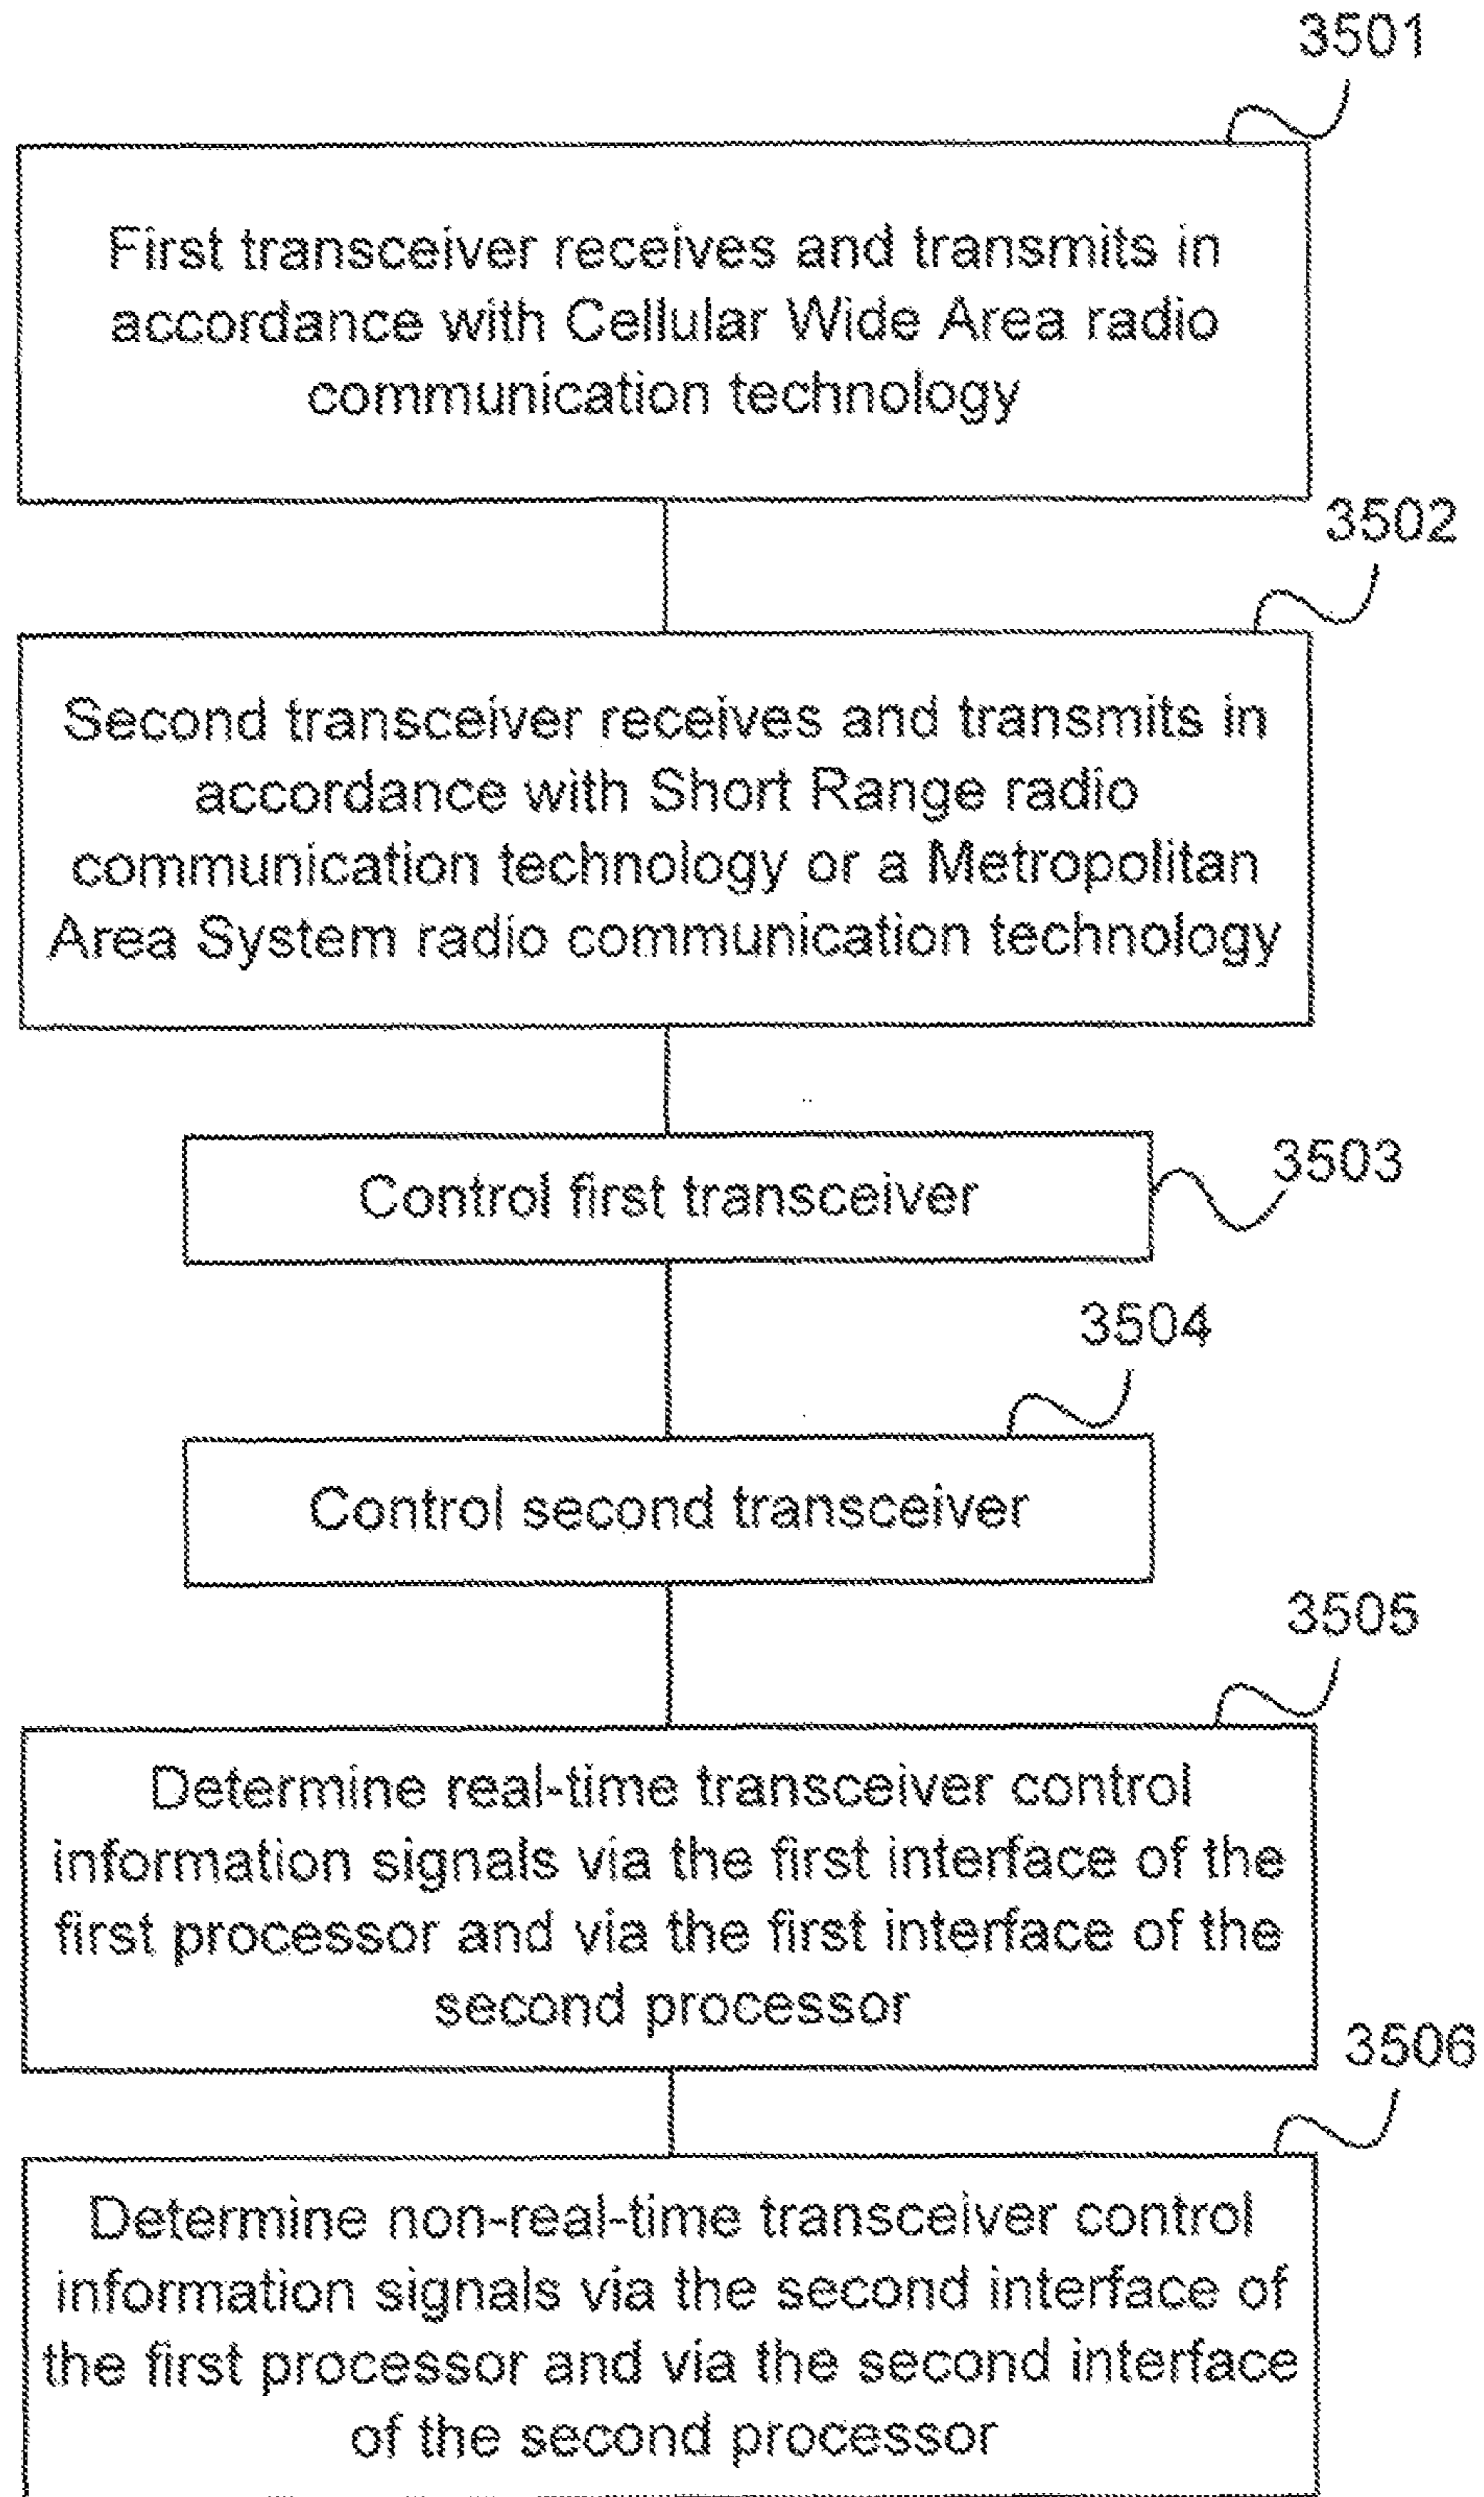 3501
First transceiver receives and transmits in
accordance with Cellular Wide Area radio
communication technology
3502
Second transceiver receives and transmits in
accordance with Short Range radio
communication technology or a Metropolitan
Area System radio communication technology
Control first transceiver
3503
3504
Control second transceiver
3505
Determine real-time transceiver control
information signals via the first interface of the
first processor and via the first interface of the
second processor
3506
Determine non-real-time transceiver control
information signals via the second interface of
the first processor and via the second interface
of the second processor